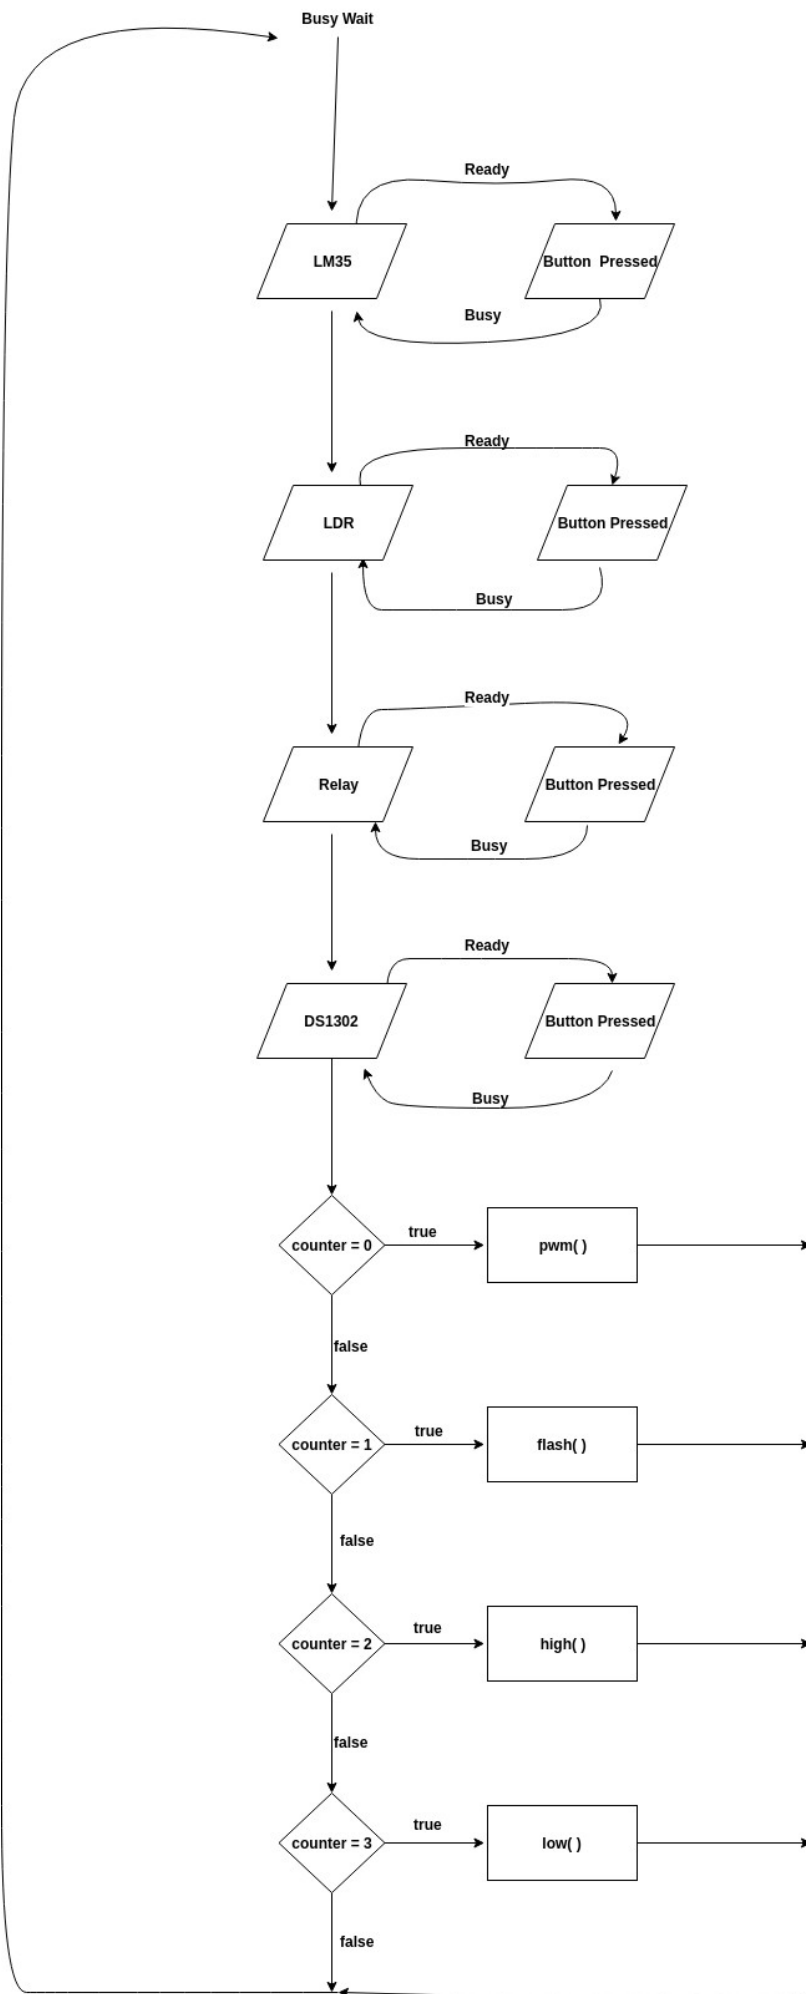 Busy Wait
Ready
LM35
Button  Pressed
Busy
Ready
LDR
Button Pressed
Busy
Ready
Relay
Button Pressed
Busy
Ready
DS1302
Button Pressed
Busy
counter = 0
true
pwm( )
false
counter = 1
true
flash( )
false
counter = 2
true
high( )
false
counter = 3
true
low( )
false